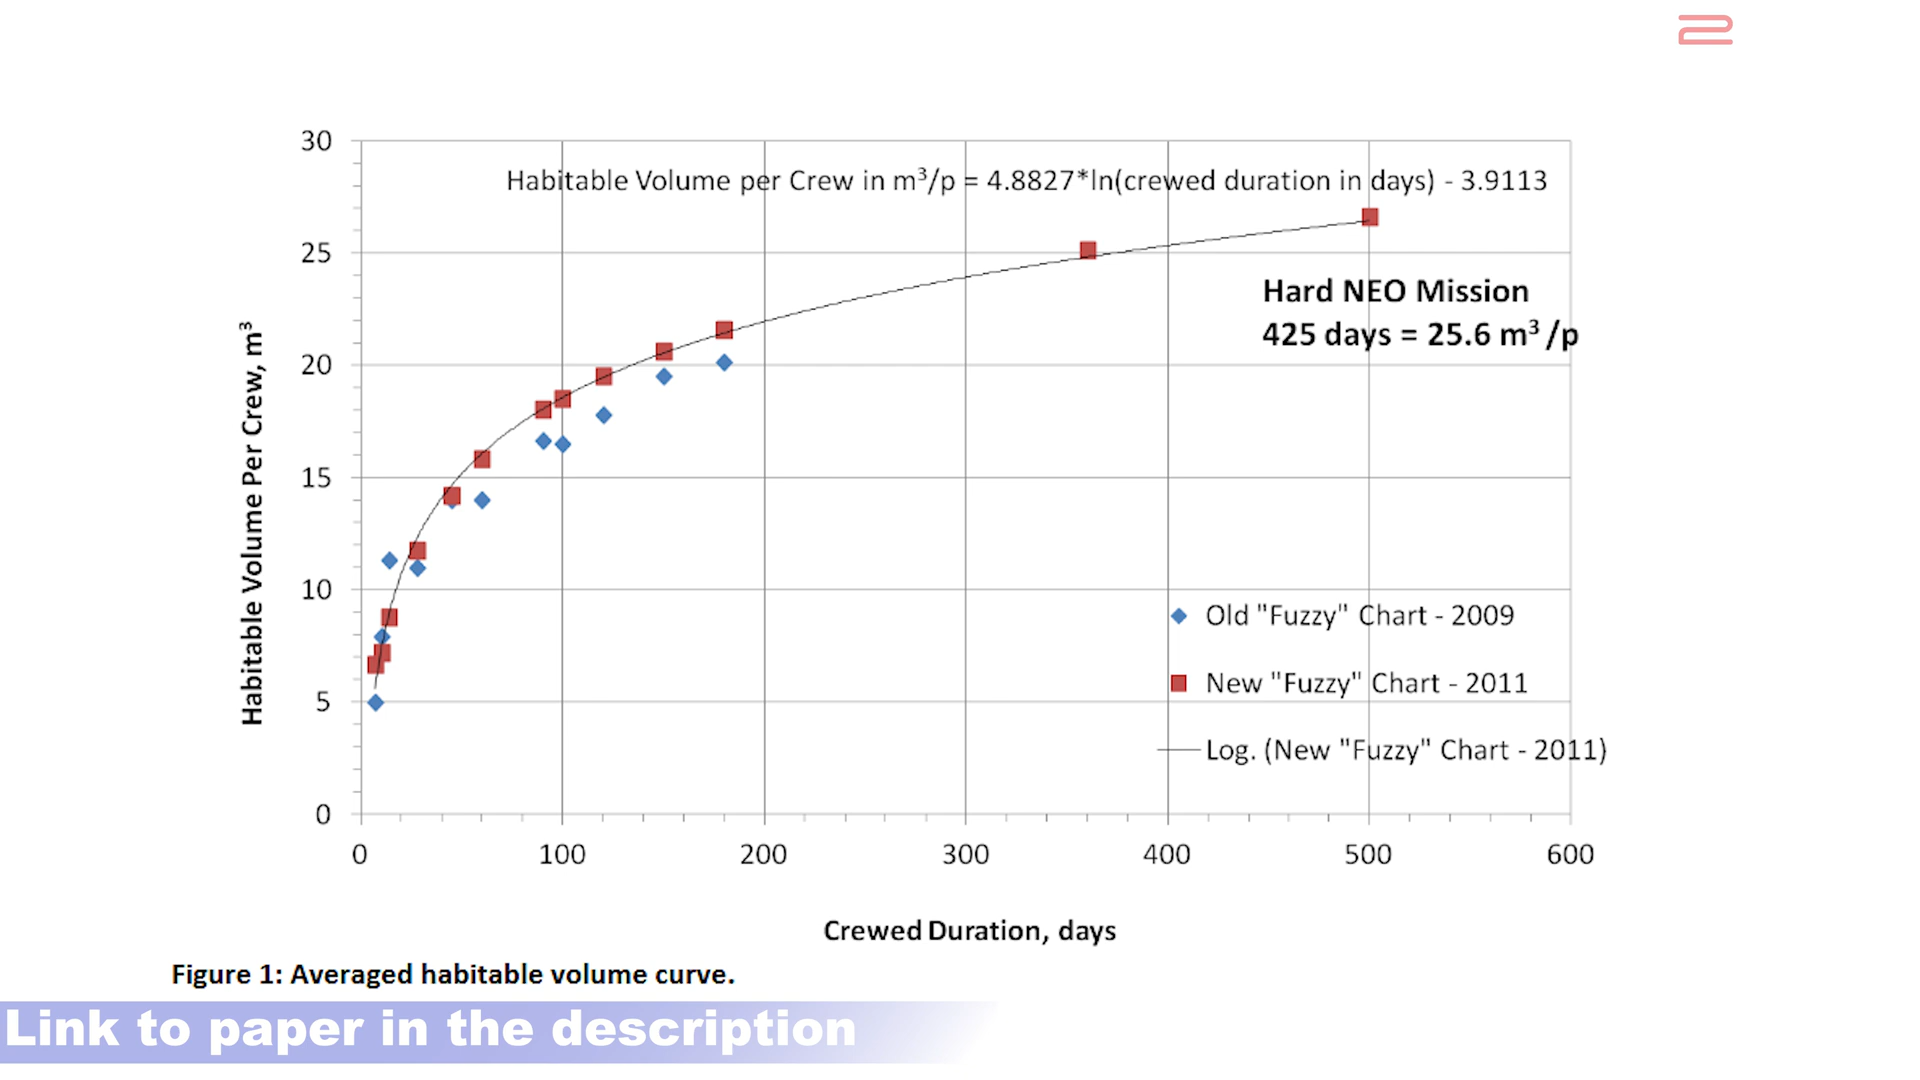 Habitable Volume per Crew in m³/p = 4.8827*ln(crewed duration in days) - 3.9113
Hard NEO Mission
425 days = 25.6 m³/p
Habitable Volume Per Crew, m³
30
25
20
15
10
5
0
Old "Fuzzy" Chart - 2009
New "Fuzzy" Chart - 2011
Log. (New "Fuzzy" Chart - 2011)
0 100 200 300 400 500 600
Crewed Duration, days
Figure 1: Averaged habitable volume curve.
Link to paper in the description